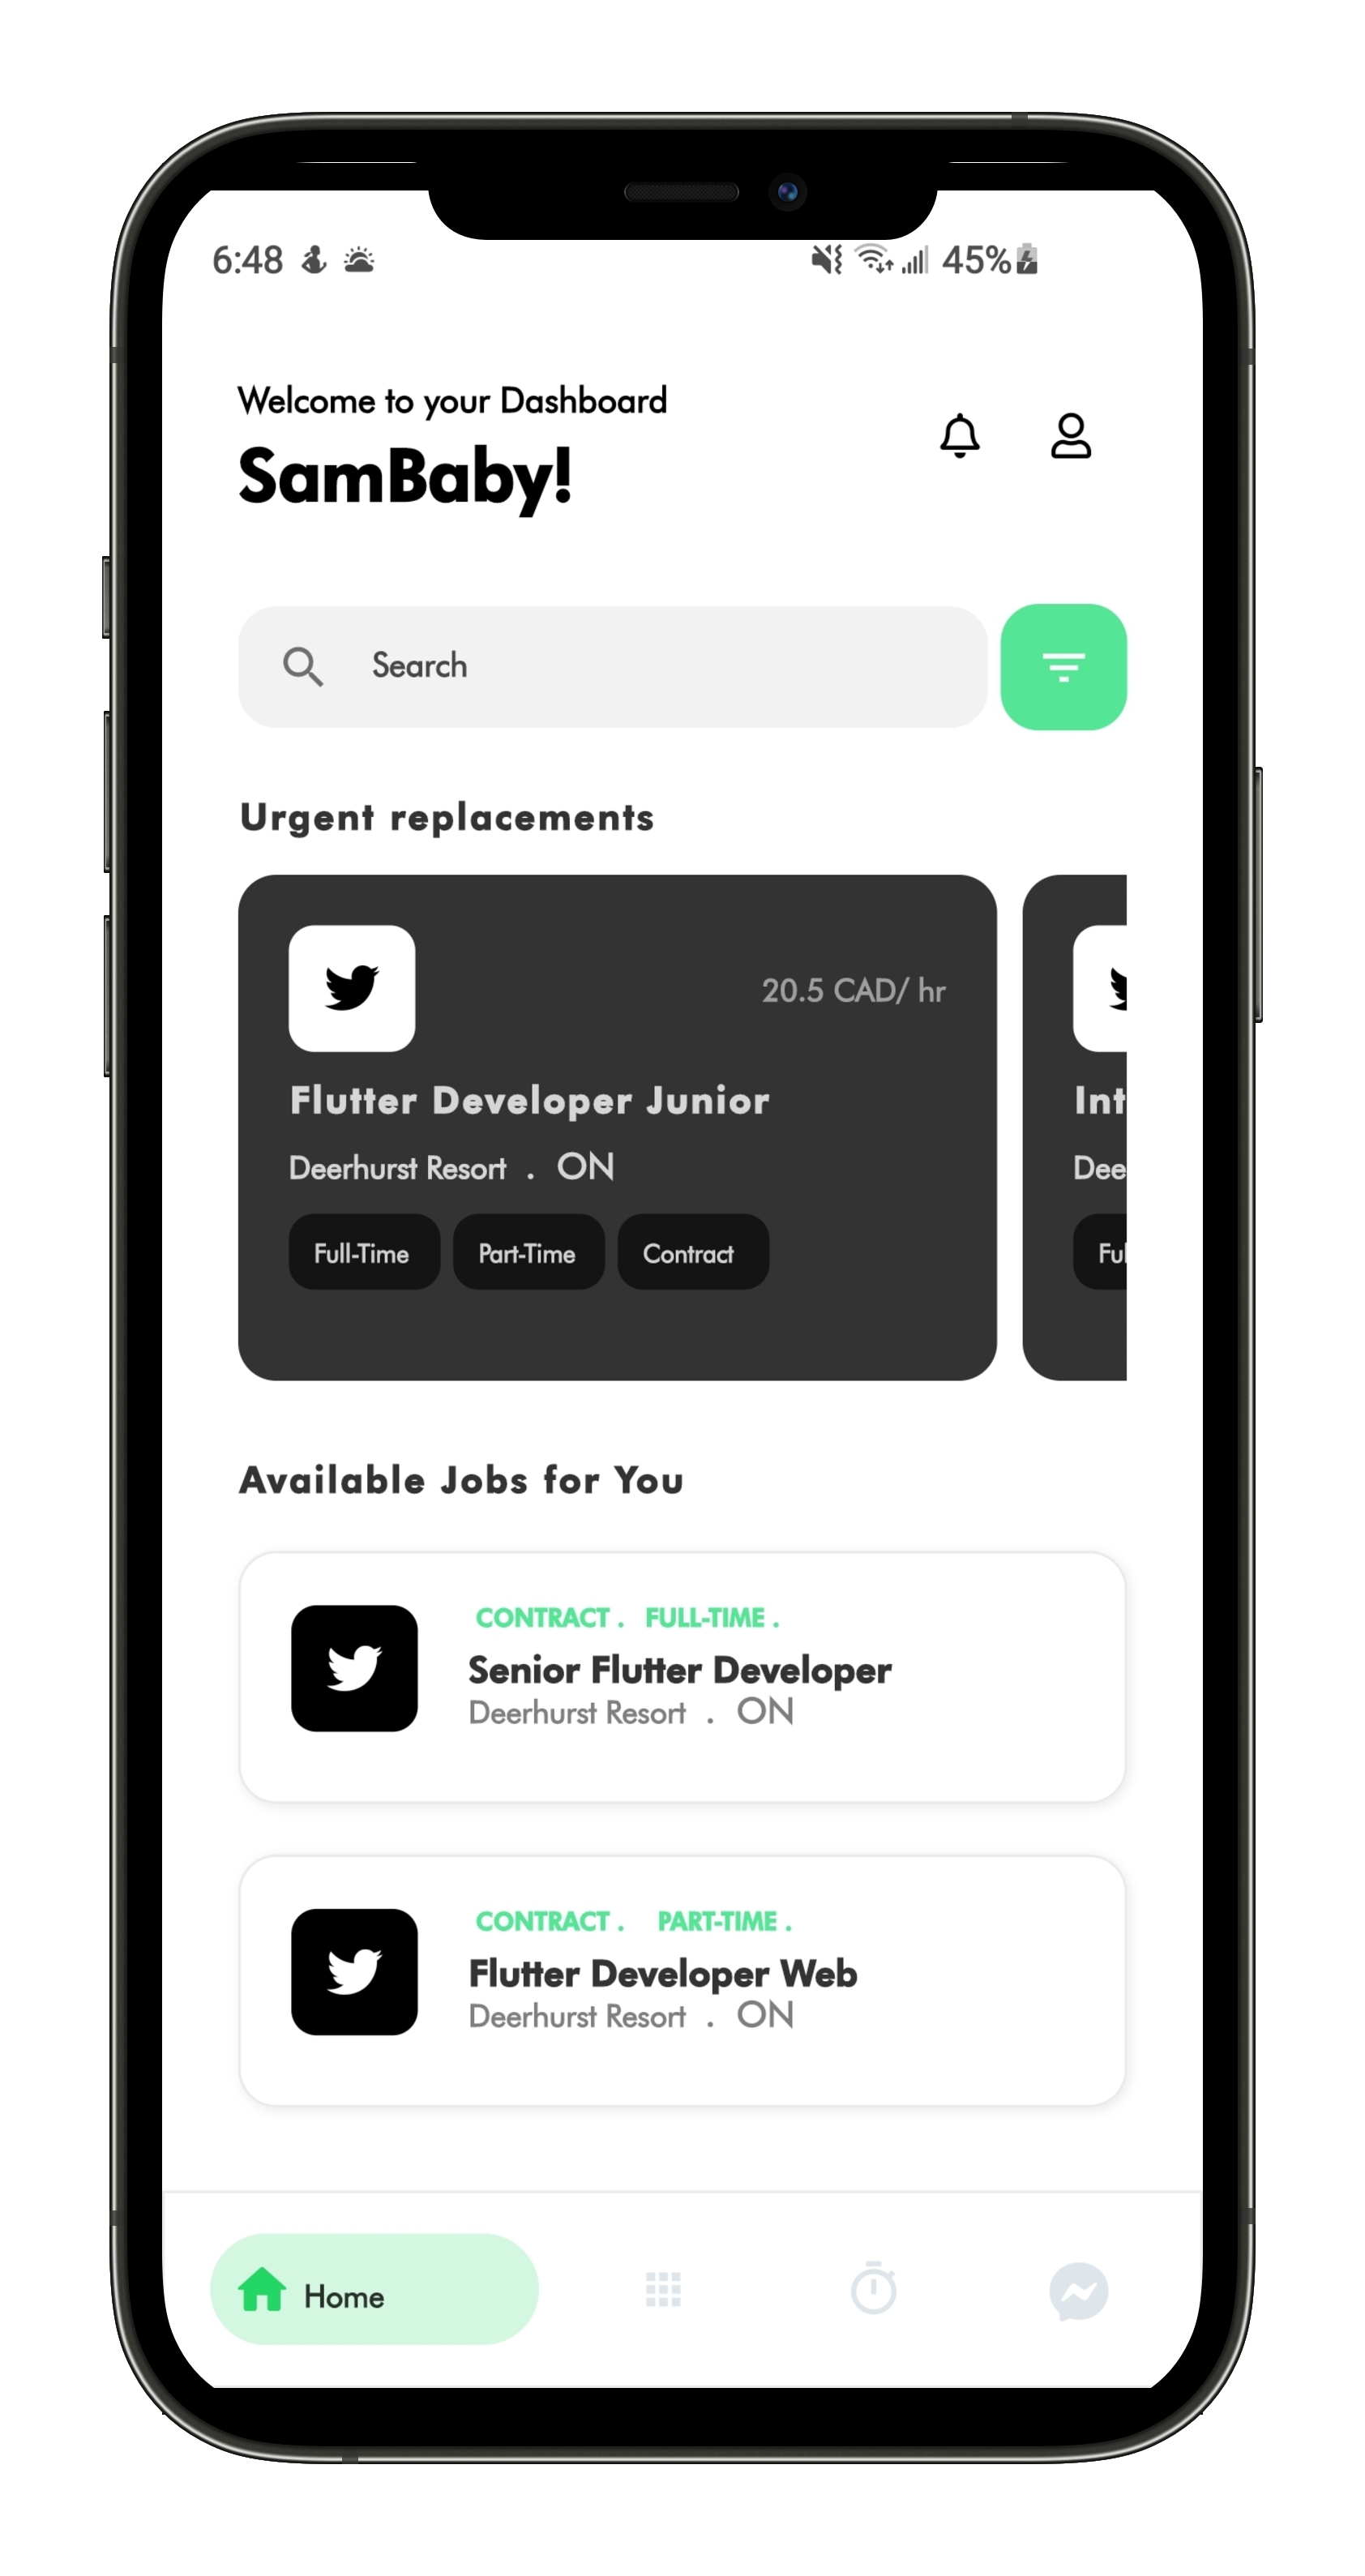 6:48 45%
Welcome to your Dashboard
SamBaby!
Search
Urgent replacements
20.5 CAD/ hr
Flutter Developer Junior
Int
Deerhurst Resort . ON
Dee
Full-Time Part-Time Contract
Ful
Available Jobs for You
CONTRACT . FULL-TIME .
Senior Flutter Developer
Deerhurst Resort . ON
CONTRACT . PART-TIME .
Flutter Developer Web
Deerhurst Resort . ON
Home